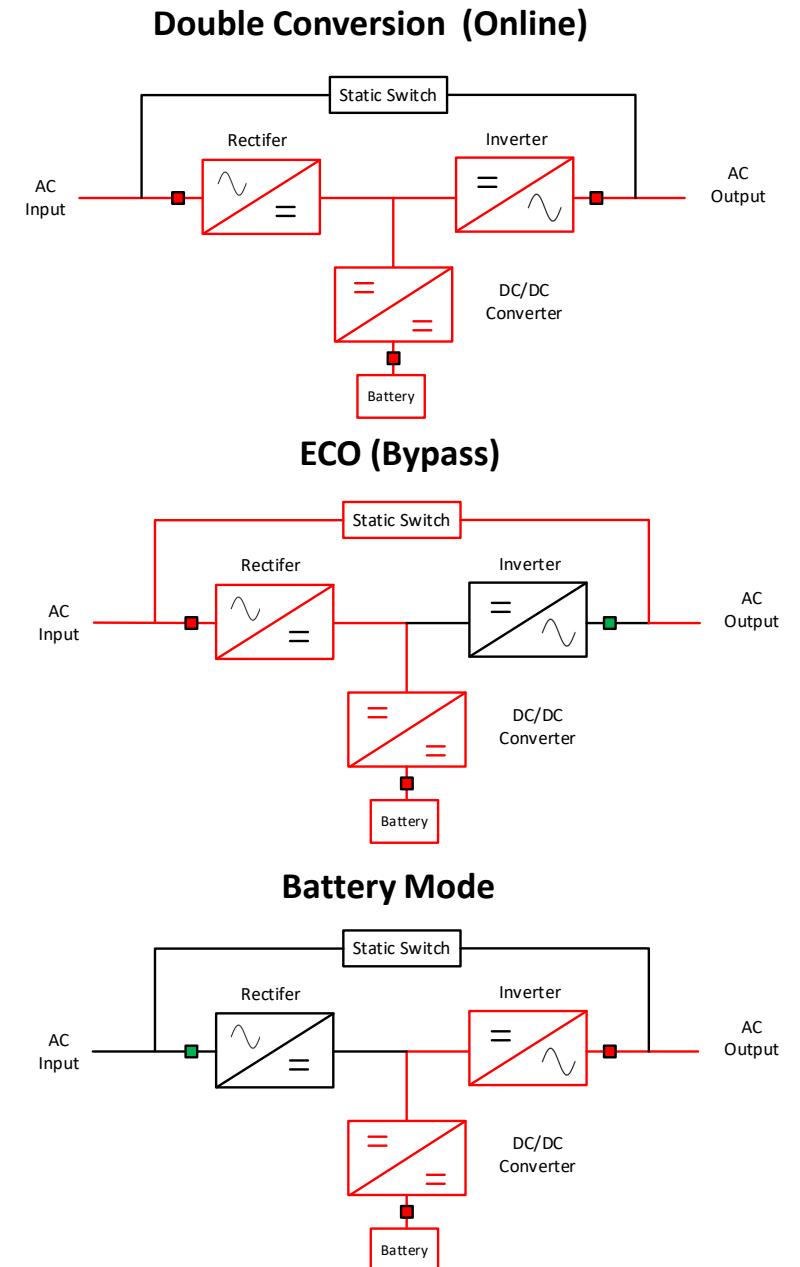 Double Conversion (Online)
Static Switch
Rectifer
Inverter
AC
Input
AC
Output
DC/DC
Converter
Battery
ECO (Bypass)
Static Switch
Rectifer
Inverter
AC
Input
AC
Output
DC/DC
Converter
Battery
Battery Mode
Static Switch
Rectifer
Inverter
AC
Input
AC
Output
DC/DC
Converter
Battery